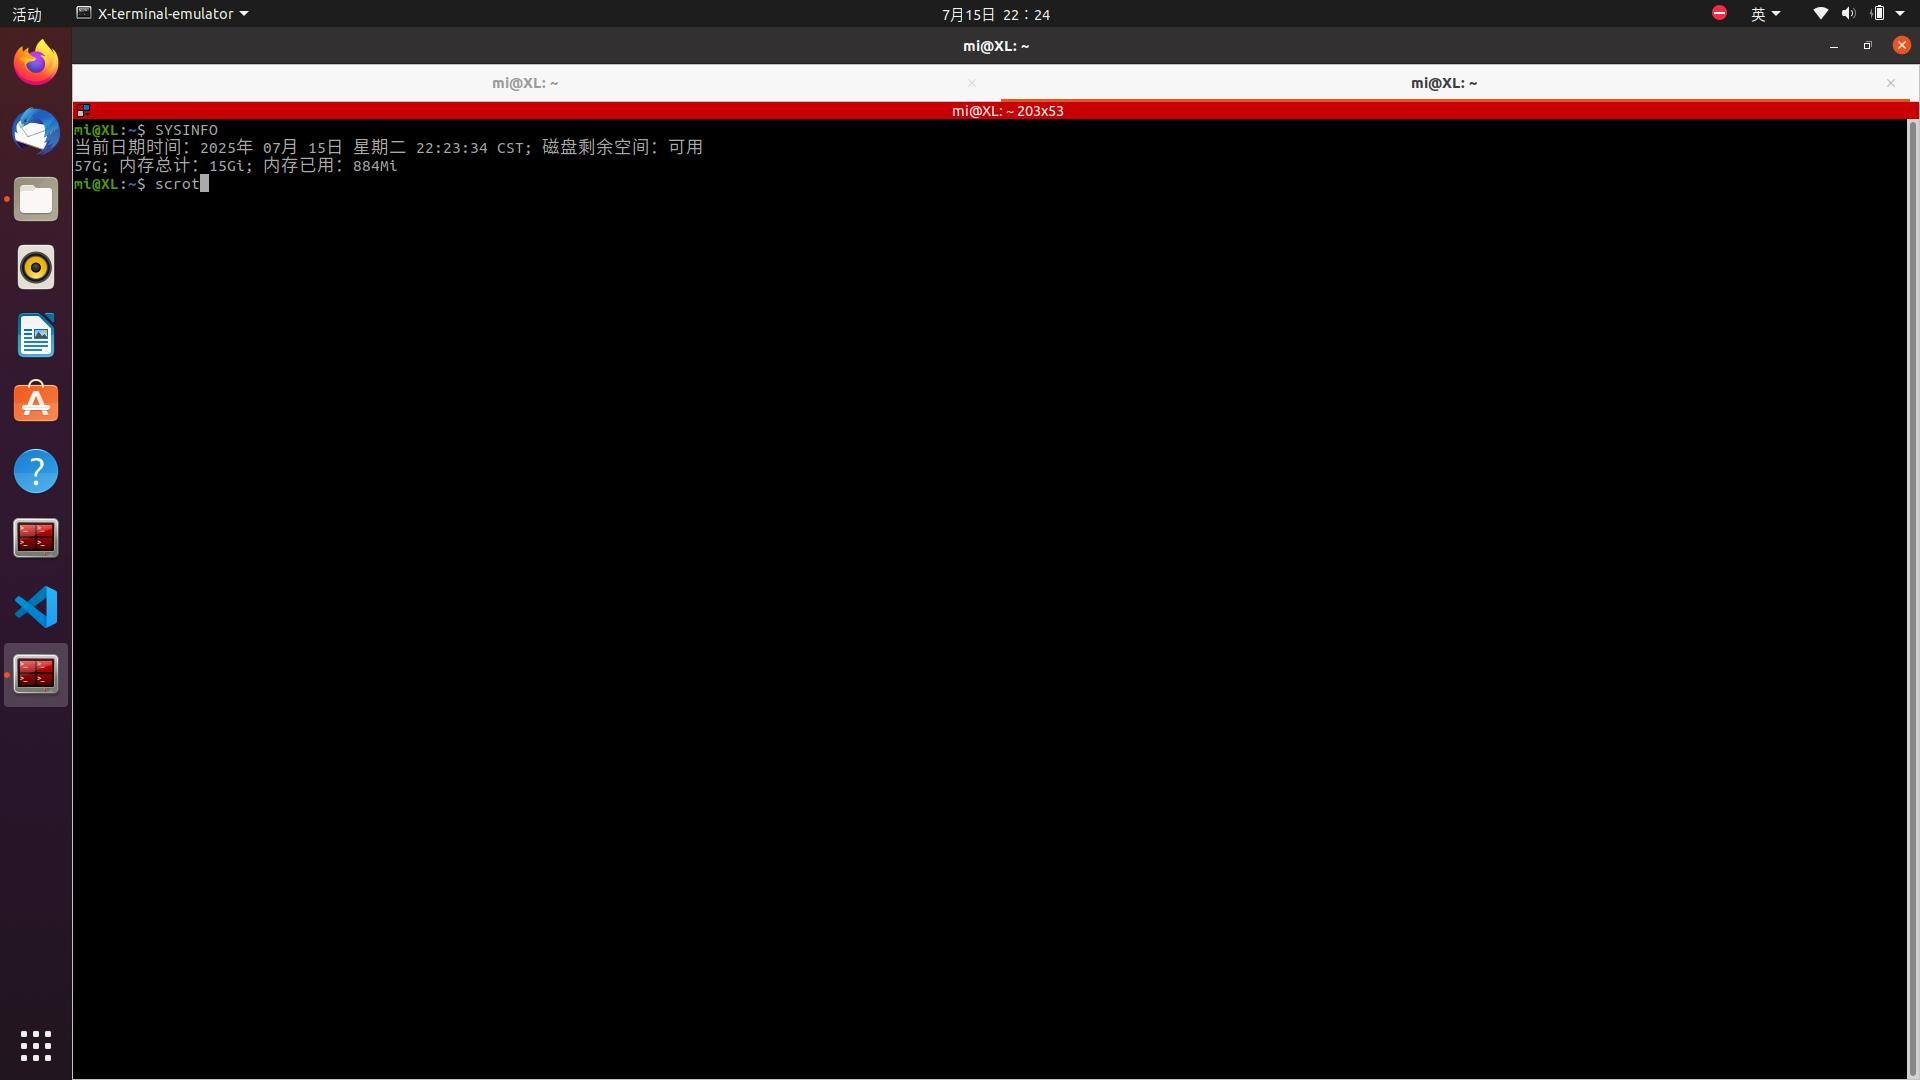 活动
X-terminal-emulator
7月15日 22：24
英
mi@XL: ~
mi@XL: ~
mi@XL: ~
mi@XL: ~ 203x53
mi@XL:~$ SYSINFO
当前日期时间：2025年 07月 15日 星期二 22:23:34 CST; 磁盘剩余空间：可用
57G; 内存总计：15Gi; 内存已用：884Mi
mi@XL:~$ scrot